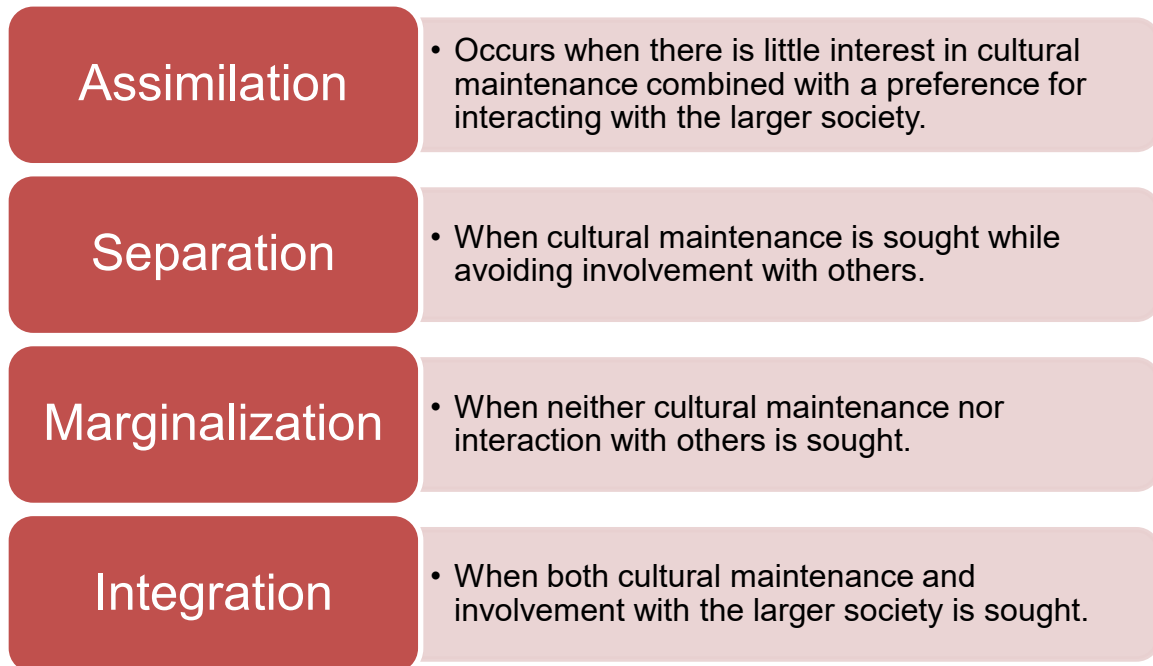 Assimilation
• Occurs when there is little interest in cultural
maintenance combined with a preference for
interacting with the larger society.
Separation
• When cultural maintenance is sought while
avoiding involvement with others.
Marginalization
• When neither cultural maintenance nor
interaction with others is sought.
Integration
• When both cultural maintenance and
involvement with the larger society is sought.